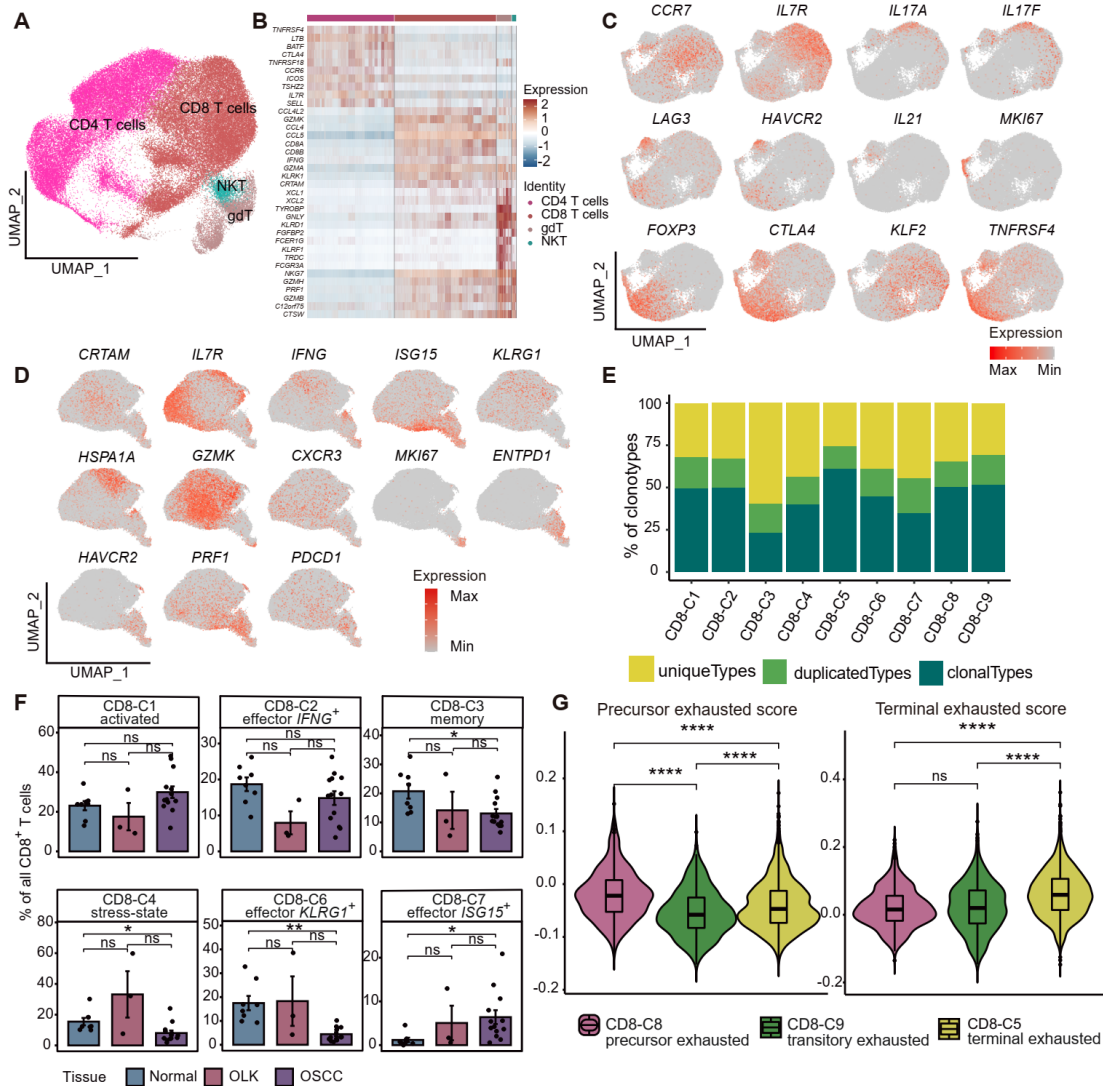 A
CD4 T cells
CD8 T cells
NKT
gdT
UMAP_2
UMAP_1
B
TNFRSF4
LTB
BATF
CTLA4
TNFRSF18
CCR6
ICOS
TSHZ2
IL7R
SELL
CCL4L2
GZMK
CCL4
CCL5
CD8A
CD8B
IFNG
GZMA
KLRK1
CRTAM
XCL1
XCL2
TYROBP
GNLY
KLRD1
FGFBP2
FCER1G
KLRF1
TRDC
FCGR3A
NKG7
GZMH
PRF1
GZMB
C12orf75
CTSW
Expression
2
1
0
-1
-2
Identity
CD4 T cells
CD8 T cells
gdT
NKT
C
CCR7 IL7R IL17A IL17F
LAG3 HAVCR2 IL21 MKI67
FOXP3 CTLA4 KLF2 TNFRSF4
UMAP_2
UMAP_1
Expression
Max Min
D
CRTAM IL7R IFNG ISG15 KLRG1
HSPA1A GZMK CXCR3 MKI67 ENTPD1
HAVCR2 PRF1 PDCD1
UMAP_2
UMAP_1
Expression
Max
Min
E
% of clonotypes
100
75
50
25
0
CD8-C1 CD8-C2 CD8-C3 CD8-C4 CD8-C5 CD8-C6 CD8-C7 CD8-C8 CD8-C9
uniqueTypes duplicatedTypes clonalTypes
F
% of all CD8+ T cells
CD8-C1
activated
60
40
20
0
ns
ns
ns
CD8-C2
effector IFNG+
30
20
10
0
ns
ns
ns
CD8-C3
memory
40
30
20
10
0
*
ns
ns
CD8-C4
stress-state
80
60
40
20
0
*
ns
ns
CD8-C6
effector KLRG1+
50
40
30
20
10
0
**
ns
ns
CD8-C7
effector ISG15+
20
10
0
*
ns
ns
Tissue Normal OLK OSCC
G
Precursor exhausted score
0.2
0.1
0.0
-0.1
-0.2
****
****
****
Terminal exhausted score
0.4
0.2
0.0
-0.2
****
ns
****
CD8-C8
precursor exhausted
CD8-C9
transitory exhausted
CD8-C5
terminal exhausted